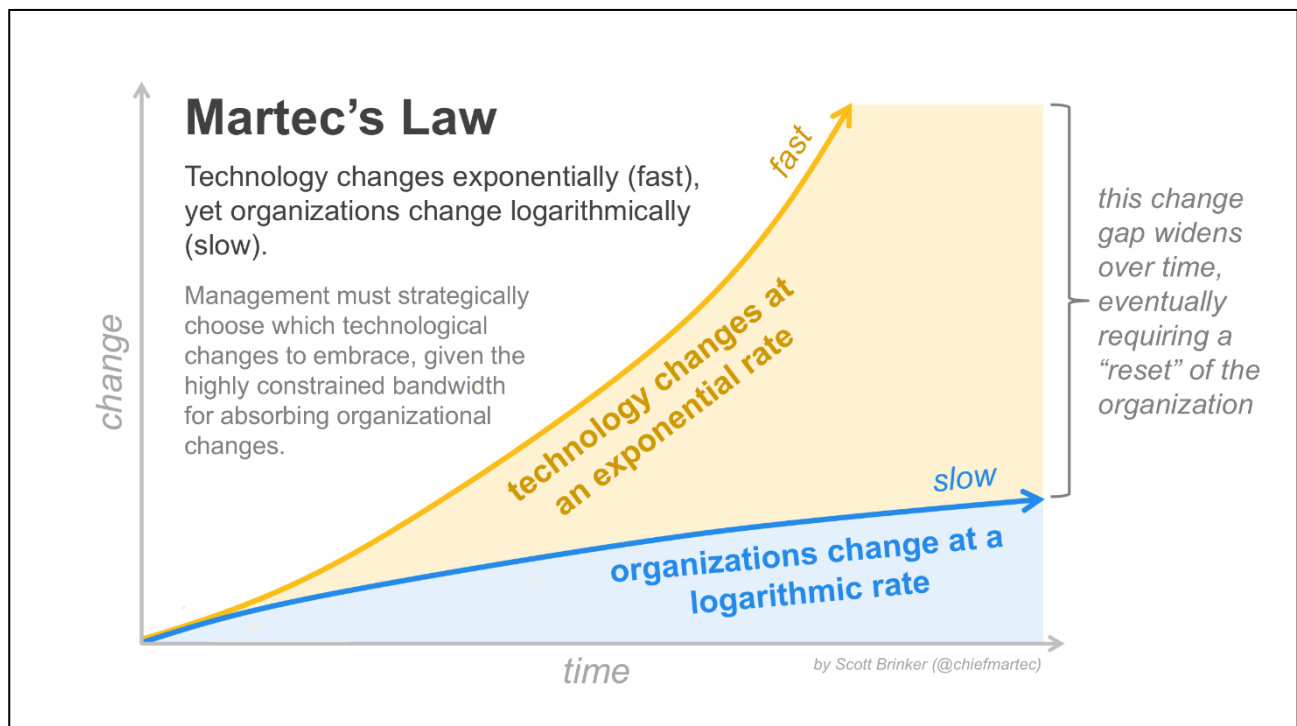 Martec’s Law
Technology changes exponentially (fast),
yet organizations change logarithmically
(slow).
Management must strategically
choose which technological
changes to embrace, given the
highly constrained bandwidth
for absorbing organizational
changes.
change
fast
technology changes at
an exponential rate
this change
gap widens
over time,
eventually
requiring a
“reset” of the
organization
slow
organizations change at a
logarithmic rate
time
by Scott Brinker (@chiefmartec)